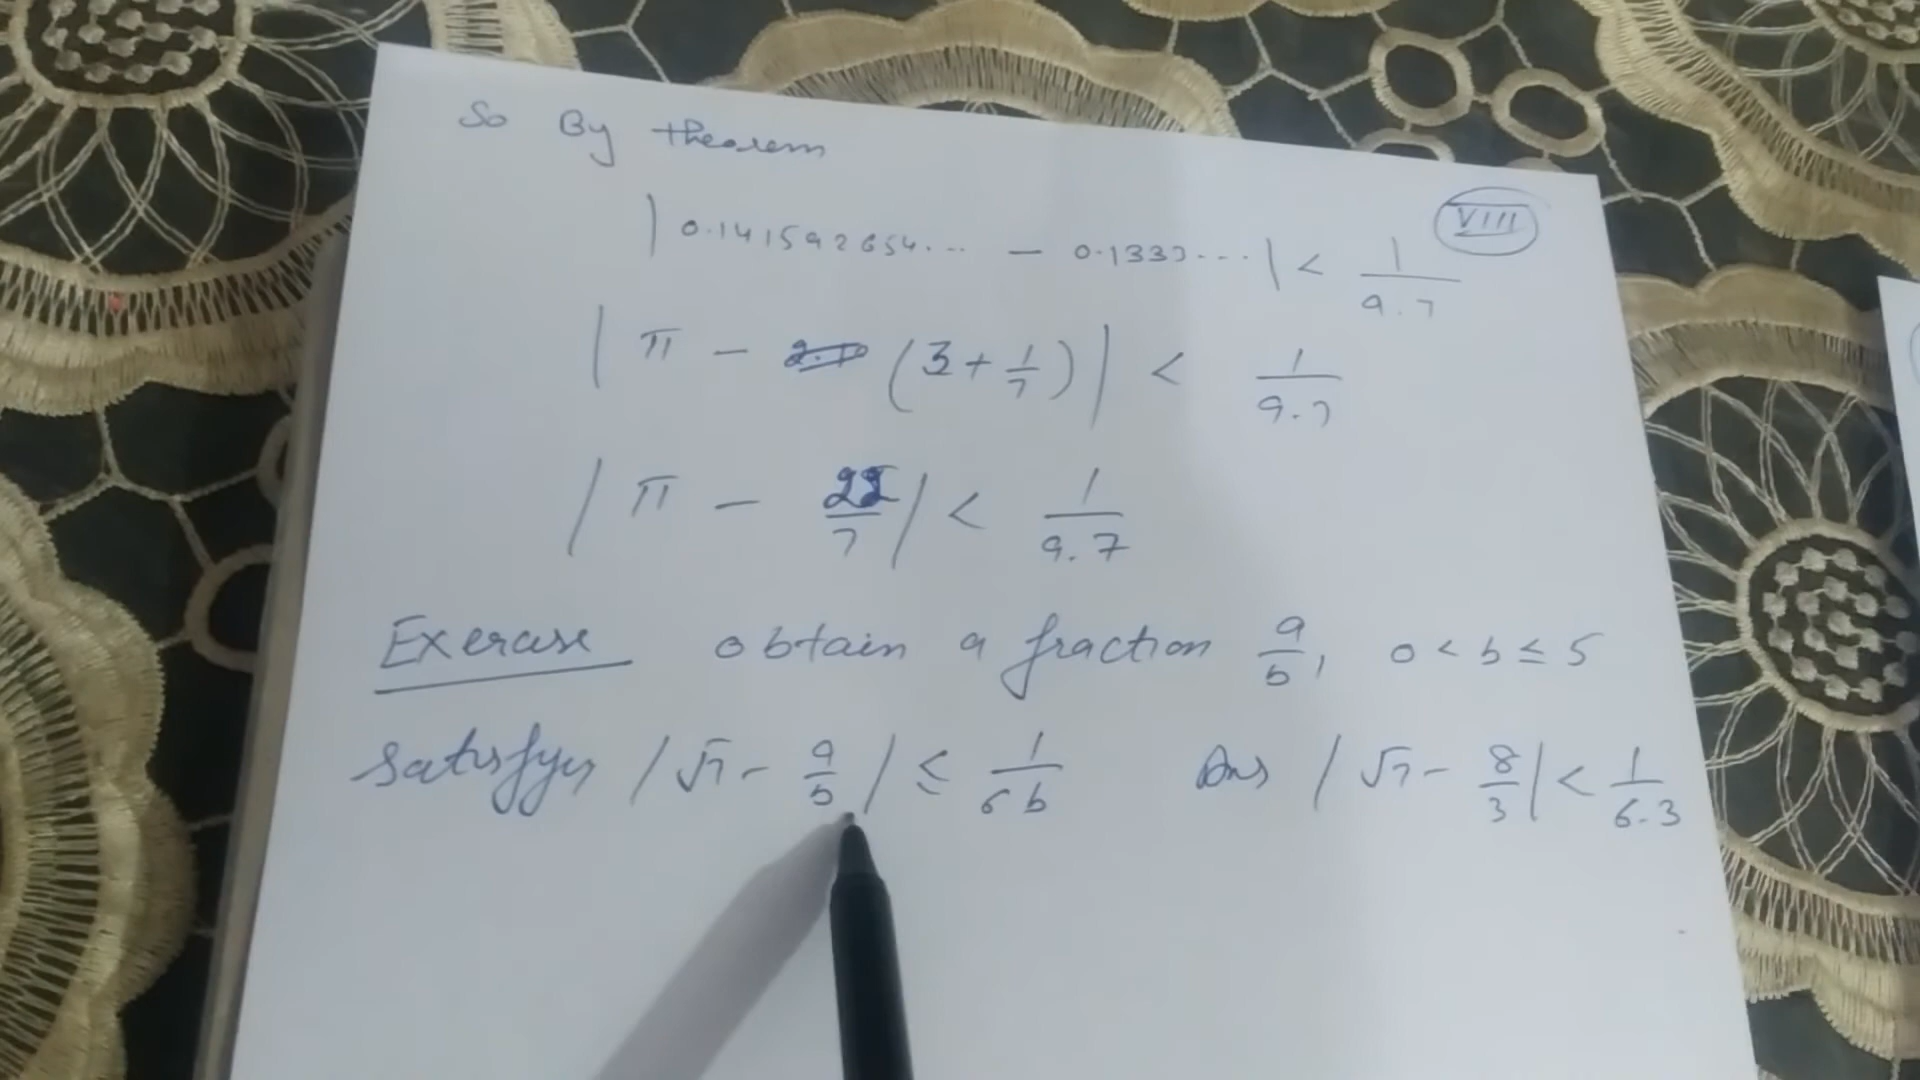 So By theorem
VIII
| 0.141592654... - 0.1333... | < 1/9.7
| π - (3 + 1/7) | < 1/9.7
| π - 22/7 | < 1/9.7
Exercise obtain a fraction a/b, 0 < b ≤ 5
| √7 - a/b | ≤ 1/6b Ans | √7 - 8/3 | < 1/6.3